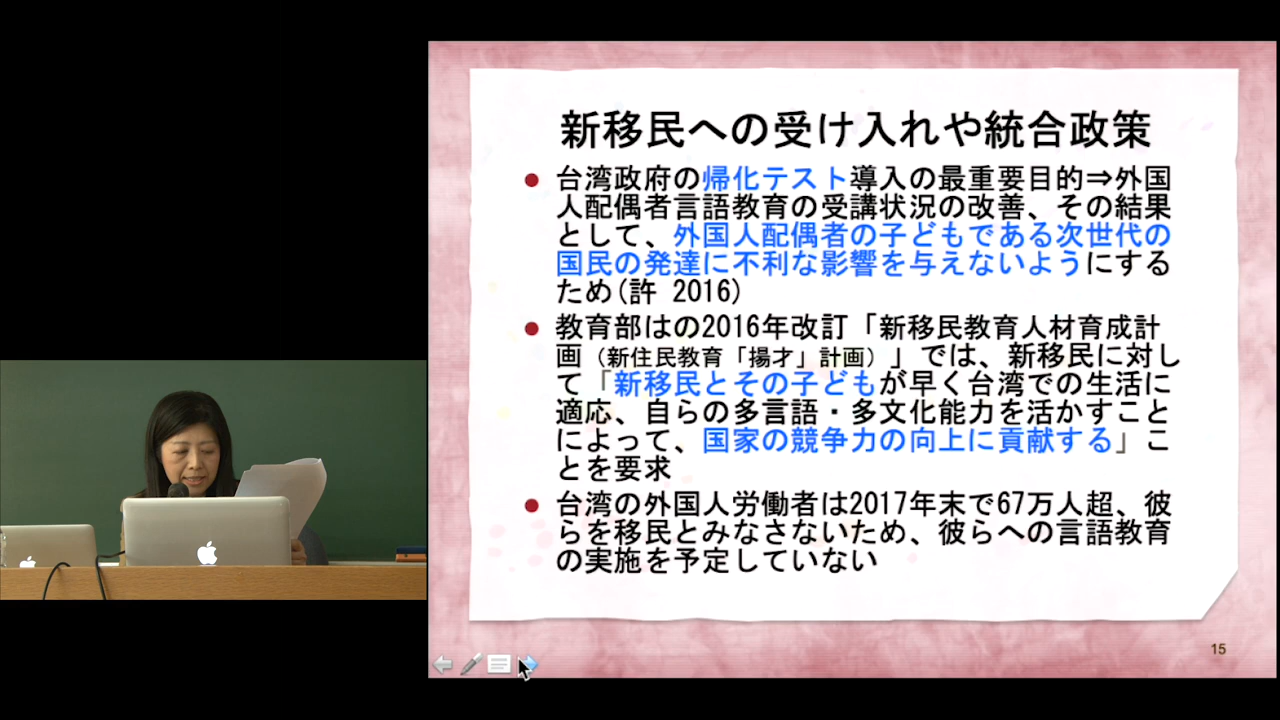 新移民への受け入れや統合政策
台湾政府の帰化テスト導入の最重要目的⇒外国
人配偶者言語教育の受講状況の改善、その結果
として、外国人配偶者の子どもである次世代の
国民の発達に不利な影響を与えないようにする
ため(許 2016)
教育部はの2016年改訂「新移民教育人材育成計
画（新住民教育「揚才」計画）」では、新移民に対し
て「新移民とその子どもが早く台湾での生活に
適応、自らの多言語・多文化能力を活かすこと
によって、国家の競争力の向上に貢献する」こ
とを要求
台湾の外国人労働者は2017年末で67万人超、彼
らを移民とみなさないため、彼らへの言語教育
の実施を予定していない
15